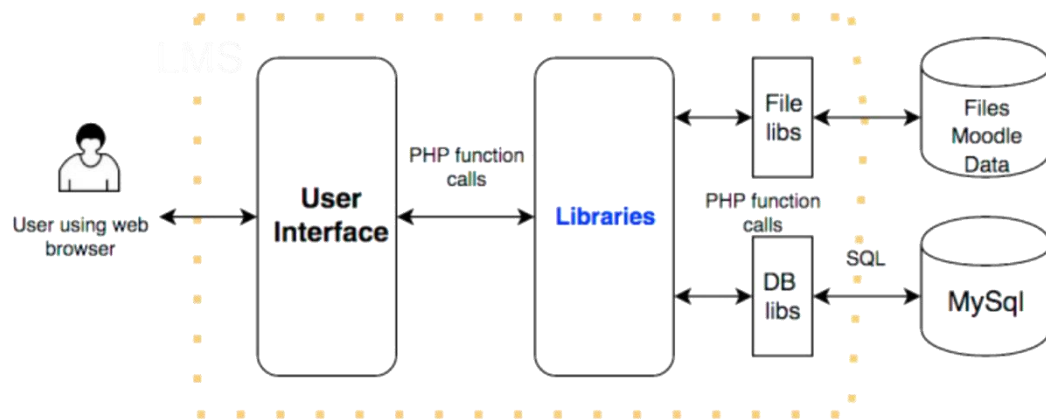 LMS
User using web
browser
User
Interface
PHP function
calls
Libraries
File
libs
PHP function
calls
DB
libs
SQL
Files
Moodle
Data
MySql